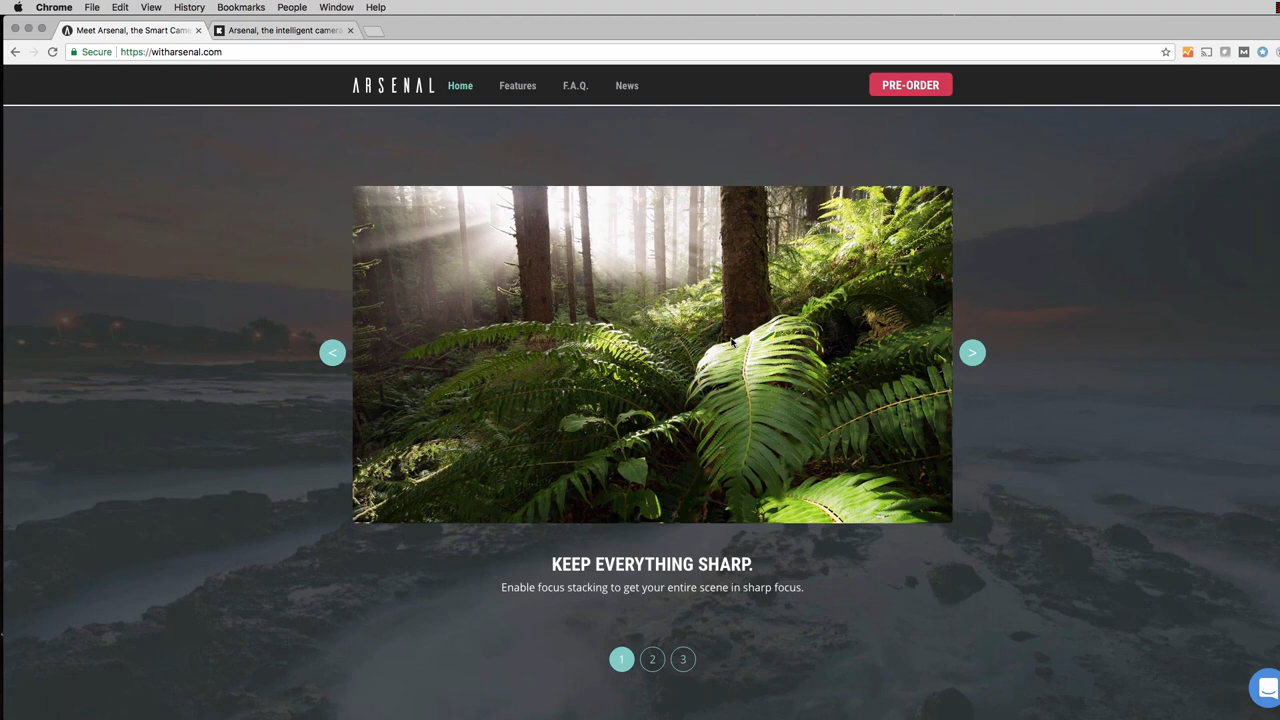 Chrome File Edit View History Bookmarks People Window Help
Meet Arsenal, the Smart Came
Arsenal, the intelligent camera
Secure https://witharsenal.com
ARSENAL Home Features F.A.Q. News PRE-ORDER
< >
KEEP EVERYTHING SHARP.
Enable focus stacking to get your entire scene in sharp focus.
1 2 3